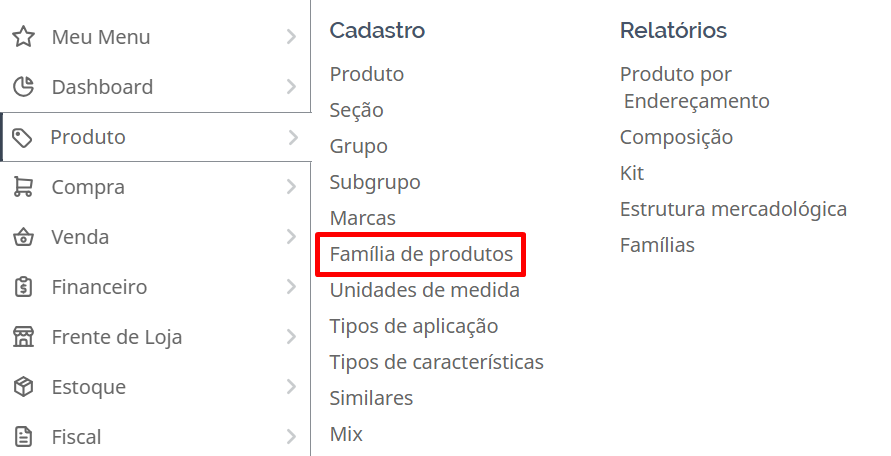 Meu Menu
Dashboard
Produto
Compra
Venda
Financeiro
Frente de Loja
Estoque
Fiscal
Cadastro
Produto
Seção
Grupo
Subgrupo
Marcas
Família de produtos
Unidades de medida
Tipos de aplicação
Tipos de características
Similares
Mix
Relatórios
Produto por
Endereçamento
Composição
Kit
Estrutura mercadológica
Famílias